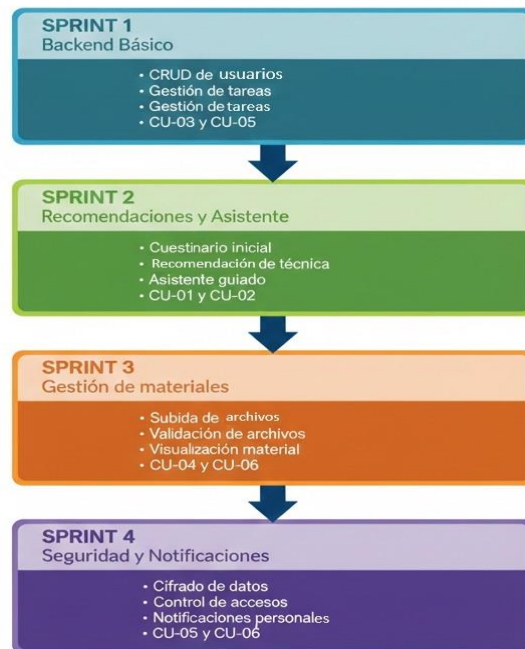 SPRINT 1
Backend Básico
• CRUD de usuarios
• Gestión de tareas
• Gestión de tareas
• CU-03 y CU-05
SPRINT 2
Recomendaciones y Asistente
• Cuestinario inicial
• Recomendación de técnica
• Asistente guiado
• CU-01 y CU-02
SPRINT 3
Gestión de materiales
• Subida de archivos
• Validación de archivos
• Visualización material
• CU-04 y CU-06
SPRINT 4
Seguridad y Notificaciones
• Cifrado de datos
• Control de accesos
• Notificaciones personales
• CU-05 y CU-06